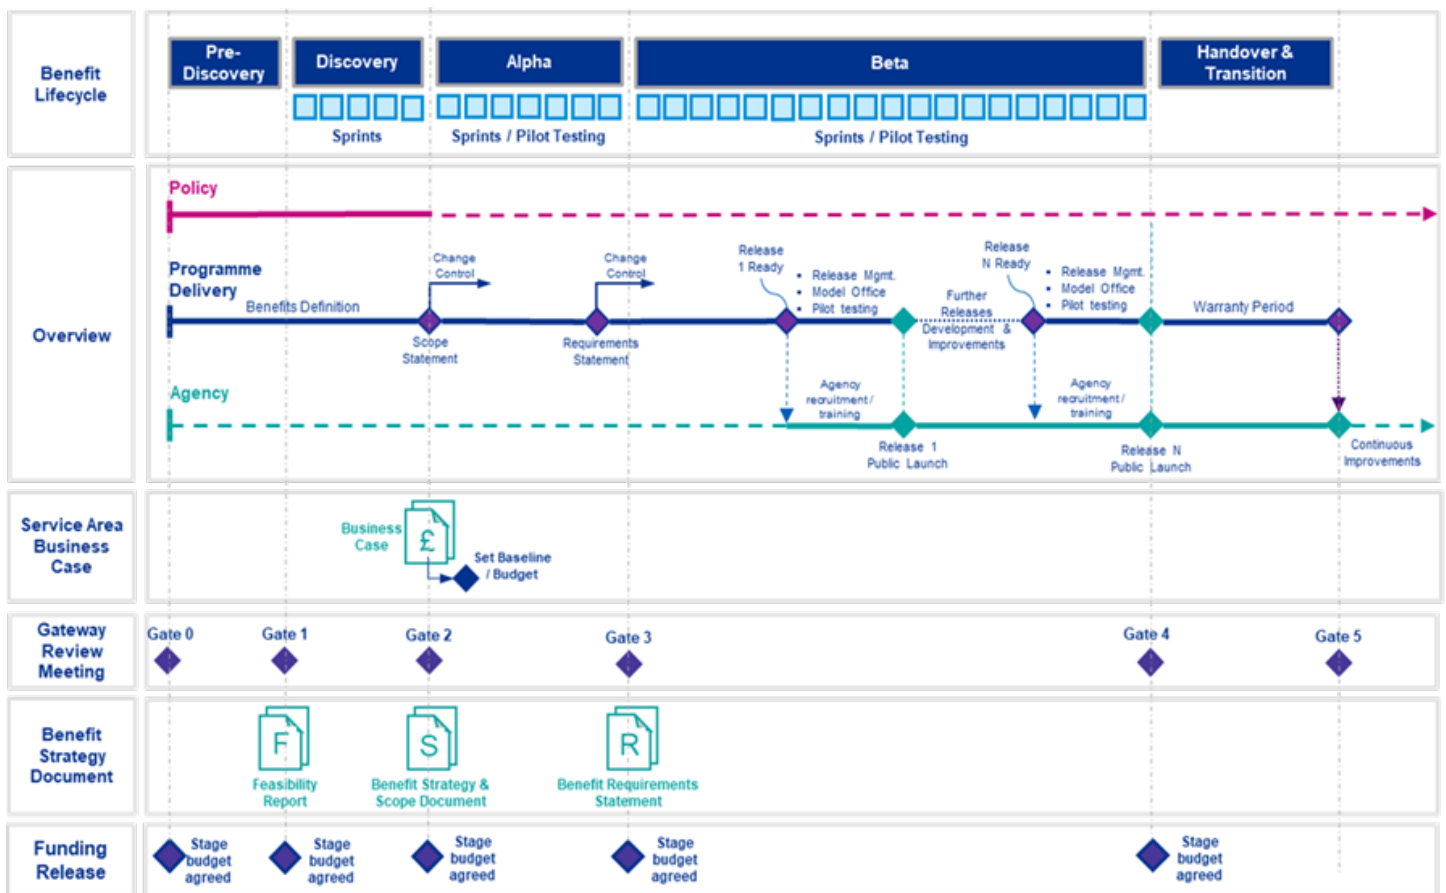 Benefit
Lifecycle
Pre-
Discovery
Discovery
Alpha
Beta
Handover &
Transition
Sprints
Sprints / Pilot Testing
Sprints / Pilot Testing
Overview
Policy
Programme
Delivery
Benefits Definition
Change
Control
Scope
Statement
Change
Control
Requirements
Statement
Release
1 Ready
▪ Release Mgmt.
▪ Model Office
▪ Pilot testing
Further
Releases
Development &
Improvements
Release
N Ready
▪ Release Mgmt.
▪ Model Office
▪ Pilot testing
Warranty Period
Agency
Agency
recruitment /
training
Release 1
Public Launch
Agency
recruitment /
training
Release N
Public Launch
Continuous
Improvements
Service Area
Business
Case
Business
Case
£
Set Baseline
/ Budget
Gateway
Review
Meeting
Gate 0
Gate 1
Gate 2
Gate 3
Gate 4
Gate 5
Benefit
Strategy
Document
F
Feasibility
Report
S
Benefit Strategy &
Scope Document
R
Benefit Requirements
Statement
Funding
Release
Stage
budget
agreed
Stage
budget
agreed
Stage
budget
agreed
Stage
budget
agreed
Stage
budget
agreed